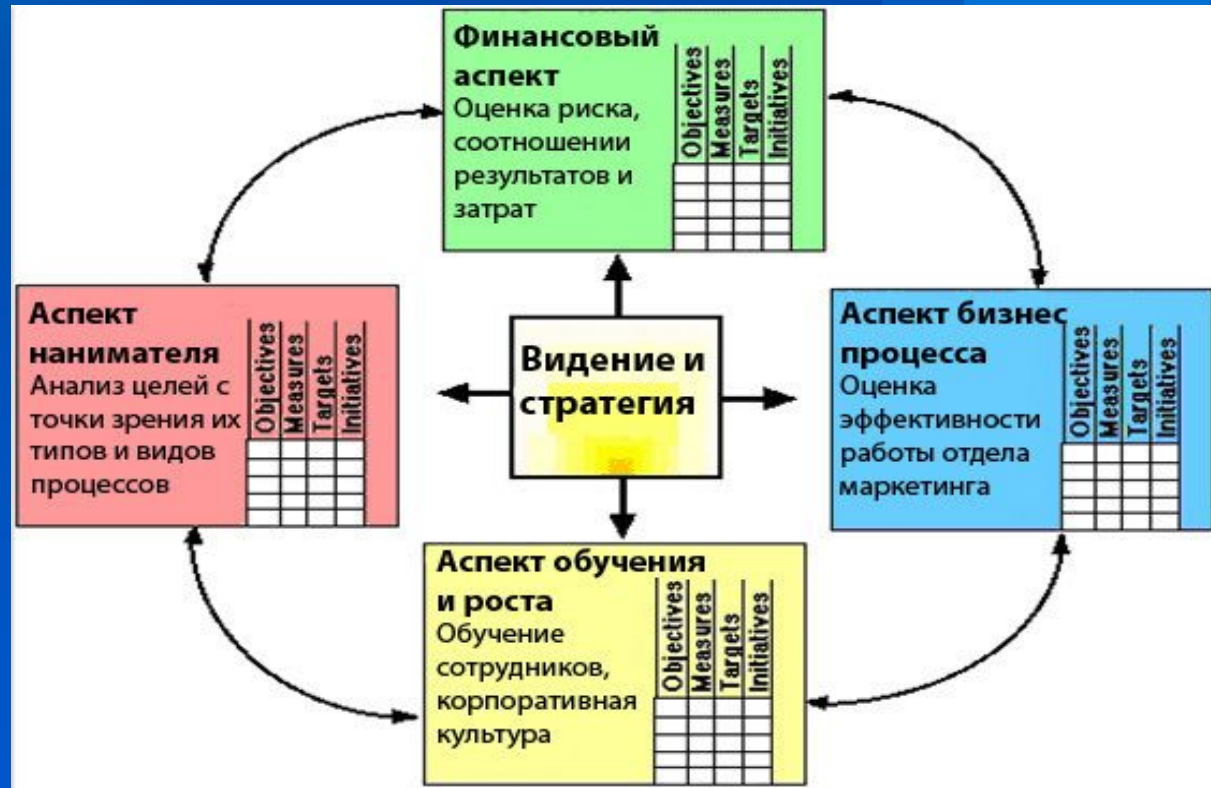 Финансовый
аспект
Оценка риска,
соотношении
результатов и
затрат
Objectives
Measures
Targets
Initiatives
Аспект
нанимателя
Анализ целей с
точки зрения их
типов и видов
процессов
Objectives
Measures
Targets
Initiatives
Видение и
стратегия
Аспект бизнес
процесса
Оценка
эффективности
работы отдела
маркетинга
Objectives
Measures
Targets
Initiatives
Аспект обучения
и роста
Обучение
сотрудников,
корпоративная
культура
Objectives
Measures
Targets
Initiatives